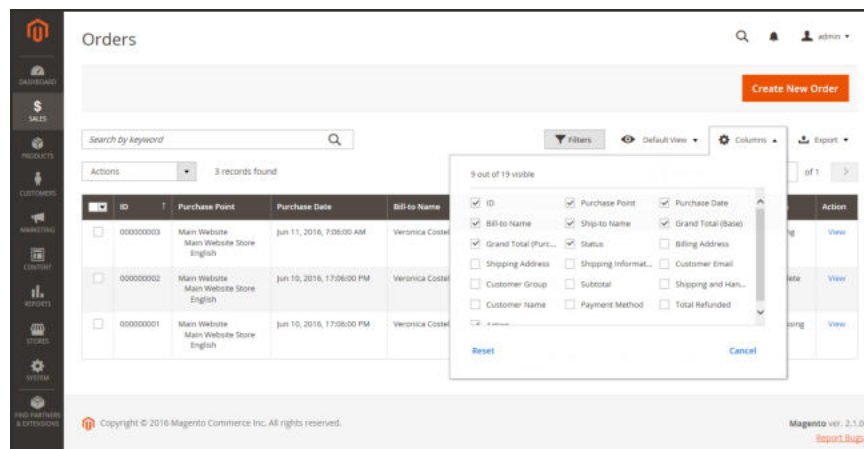 Orders
admin
DASHBOARD
SALES
PRODUCTS
CUSTOMERS
MARKETING
CONTENT
REPORTS
STORES
SYSTEM
FIND PARTNERS
& EXTENSIONS
Create New Order
Search by keyword
Filters
Default View
Columns
Export
Actions
3 records found
of 1
9 out of 19 visible
ID Purchase Point Purchase Date
Bill-to Name Ship-to Name Grand Total (Base)
Grand Total (Purc... Status Billing Address
Shipping Address Shipping Informat... Customer Email
Customer Group Subtotal Shipping and Han...
Customer Name Payment Method Total Refunded
Reset Cancel
ID Purchase Point Purchase Date Bill-to Name Action
000000003 Main Website Jun 11, 2016, 7:06:00 AM Veronica Costel View
Main Website Store
English
000000002 Main Website Jun 10, 2016, 17:06:00 PM Veronica Costel View
Main Website Store
English
000000001 Main Website Jun 10, 2016, 17:06:00 PM Veronica Costel View
Main Website Store
English
Copyright © 2016 Magento Commerce Inc. All rights reserved.
Magento ver. 2.1.0
Report Bugs